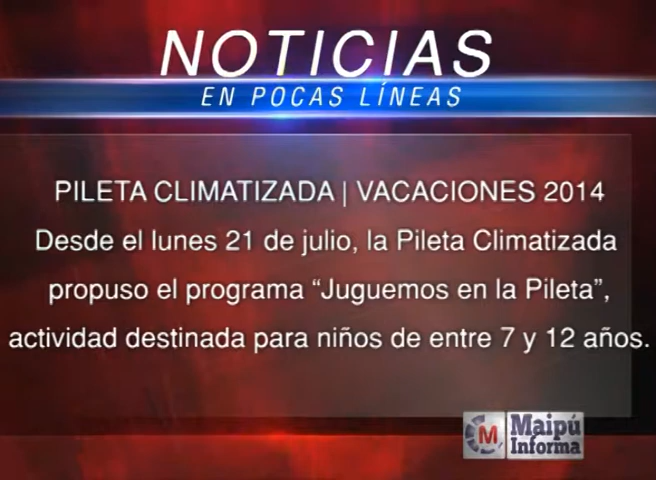 NOTICIAS
EN POCAS LÍNEAS
PILETA CLIMATIZADA | VACACIONES 2014
Desde el lunes 21 de julio, la Pileta Climatizada
propuso el programa “Juguemos en la Pileta”,
actividad destinada para niños de entre 7 y 12 años.
M Maipú
Informa